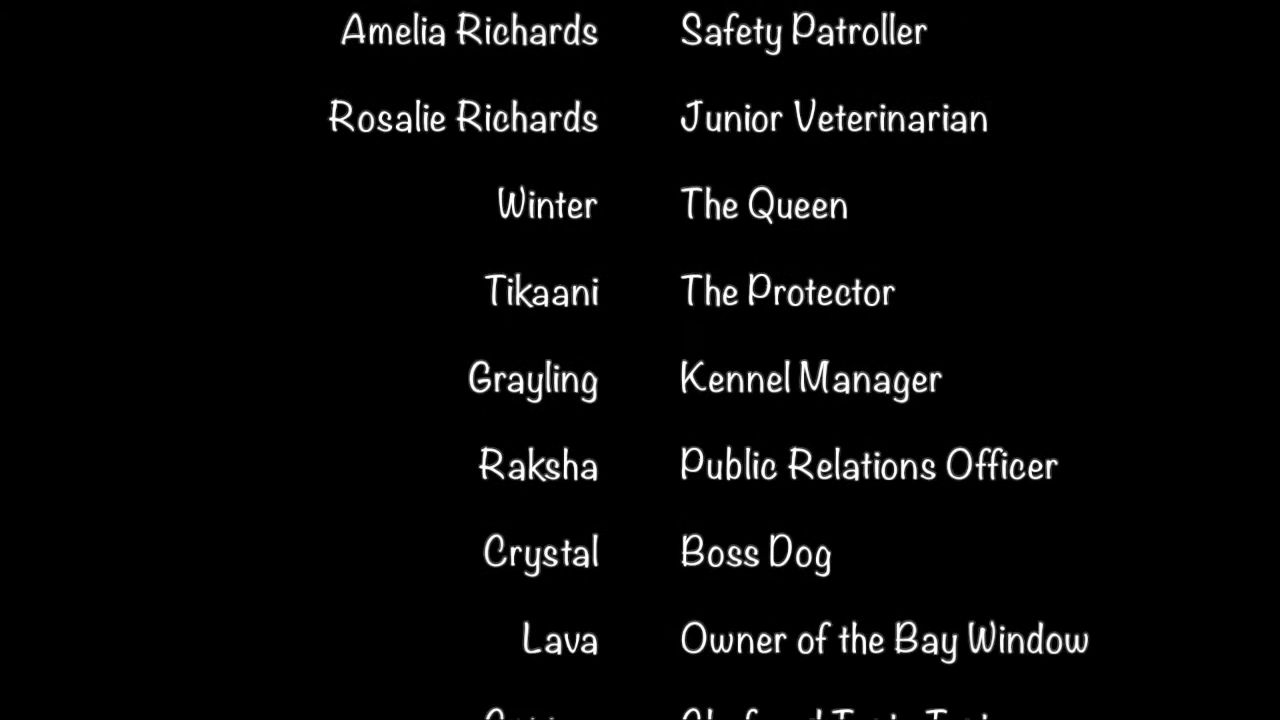 Amelia Richards Safety Patroller
Rosalie Richards Junior Veterinarian
Winter The Queen
Tikaani The Protector
Grayling Kennel Manager
Raksha Public Relations Officer
Crystal Boss Dog
Lava Owner of the Bay Window